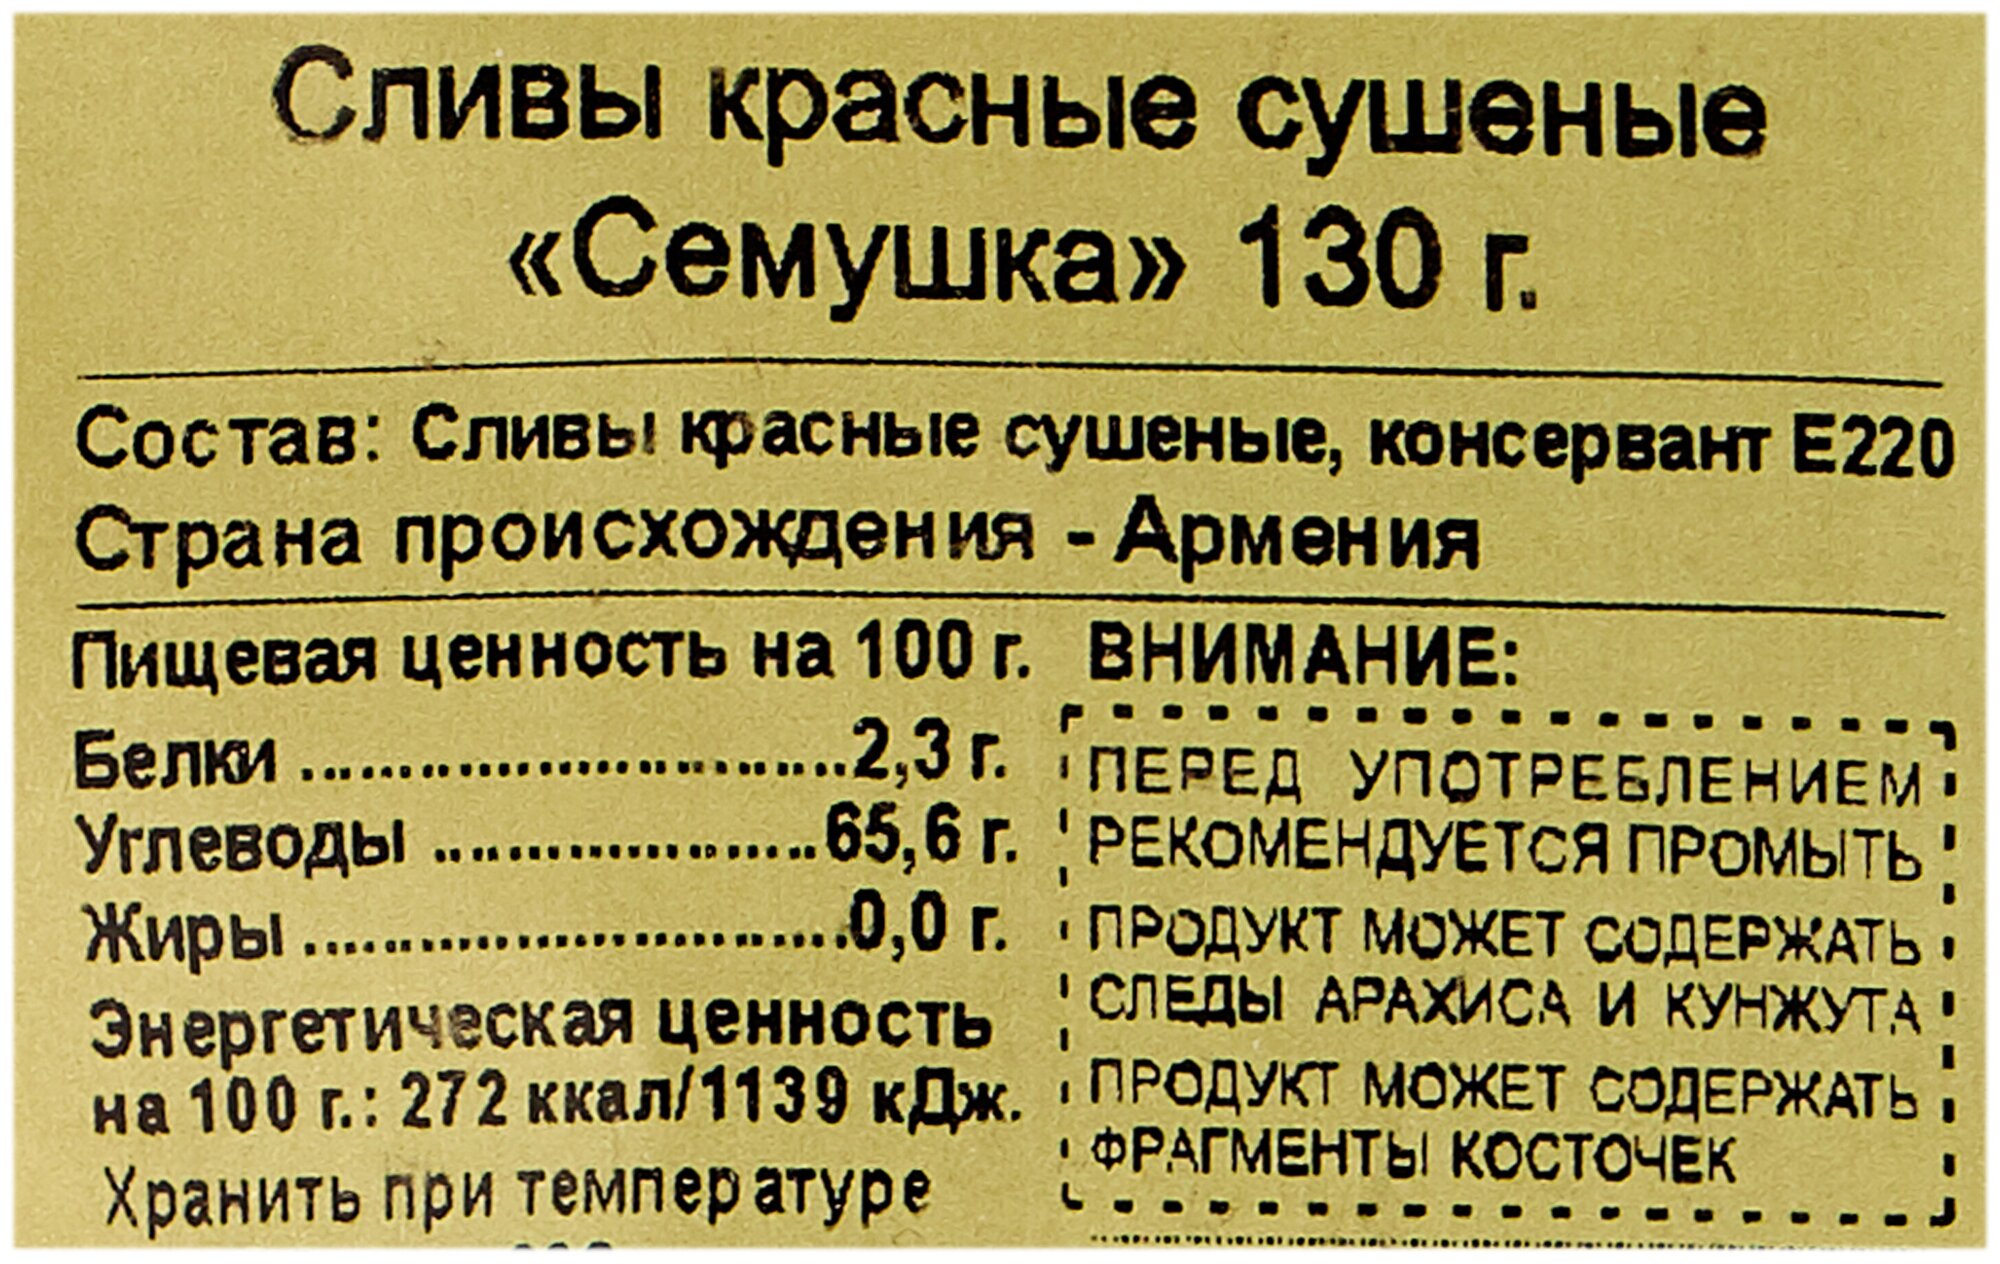 Сливы красные сушеные
«Семушка» 130 г.
Состав: Сливы красные сушеные, консервант Е220
Страна происхождения - Армения
Пищевая ценность на 100 г.
Белки ..............................2,3 г.
Углеводы ......................65,6 г.
Жиры ..............................0,0 г.
Энергетическая ценность
на 100 г.: 272 ккал/1139 кДж.
Хранить при температуре
ВНИМАНИЕ:
ПЕРЕД УПОТРЕБЛЕНИЕМ
РЕКОМЕНДУЕТСЯ ПРОМЫТЬ
ПРОДУКТ МОЖЕТ СОДЕРЖАТЬ
СЛЕДЫ АРАХИСА И КУНЖУТА
ПРОДУКТ МОЖЕТ СОДЕРЖАТЬ
ФРАГМЕНТЫ КОСТОЧЕК